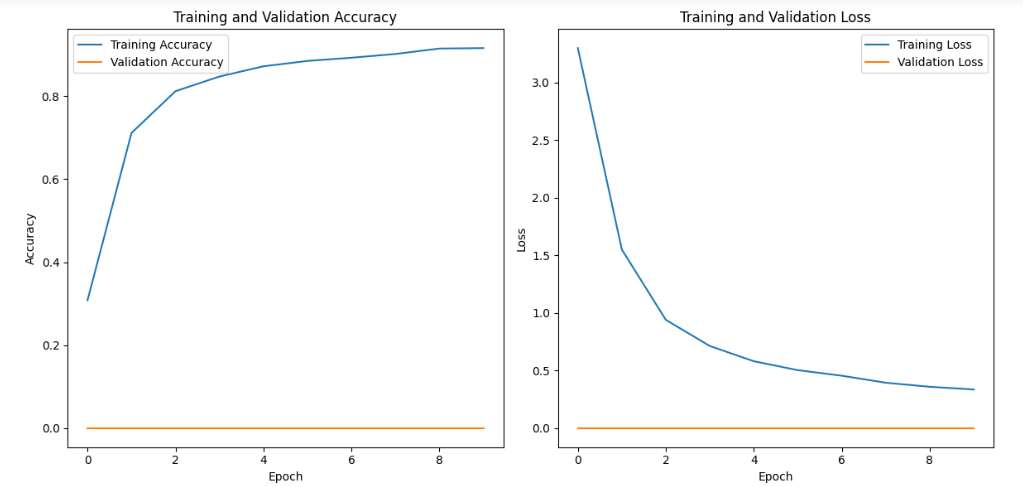 Training and Validation Accuracy
Training Accuracy
Validation Accuracy
0.8
0.6
0.4
0.2
0.0
Accuracy
0 2 4 6 8
Epoch
Training and Validation Loss
Training Loss
Validation Loss
3.0
2.5
2.0
1.5
1.0
0.5
0.0
Loss
0 2 4 6 8
Epoch